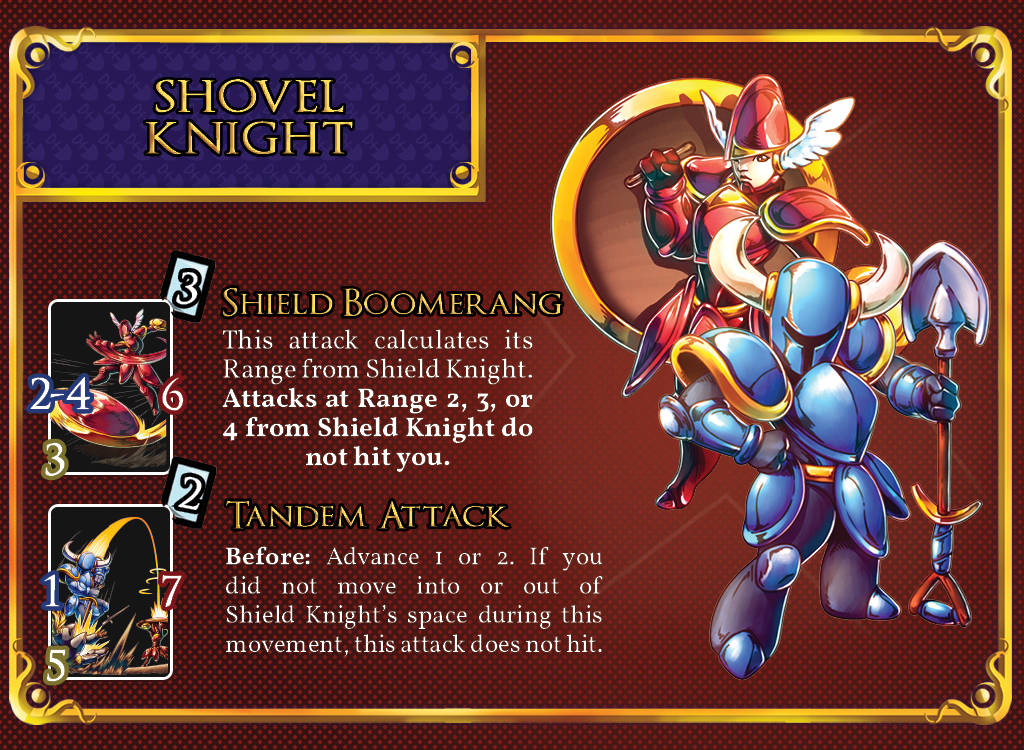 SHOVEL
KNIGHT
3
SHIELD BOOMERANG
This attack calculates its
Range from Shield Knight.
Attacks at Range 2, 3, or
4 from Shield Knight do
not hit you.
2-4
6
3
2
TANDEM ATTACK
Before: Advance 1 or 2. If you
did not move into or out of
Shield Knight's space during this
movement, this attack does not hit.
1
7
5